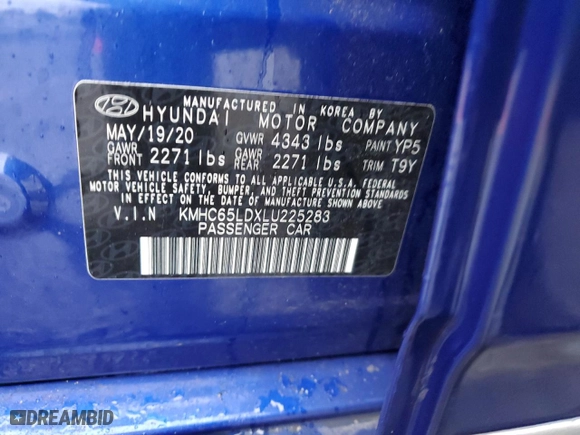 MANUFACTURED IN KOREA BY
HYUNDAI MOTOR COMPANY
MAY/19/20 GVWR 4343 lbs PAINT YP5
GAWR FRONT 2271 lbs GAWR REAR 2271 lbs TRIM T9Y
THIS VEHICLE CONFORMS TO ALL APPLICABLE U.S.A. FEDERAL
MOTOR VEHICLE SAFETY, BUMPER, AND THEFT PREVENTION STANDARDS
IN EFFECT ON THE DATE OF MANUFACTURE SHOWN ABOVE.
V.I.N KMHC65LDXLU225283
PASSENGER CAR
DREAMBID